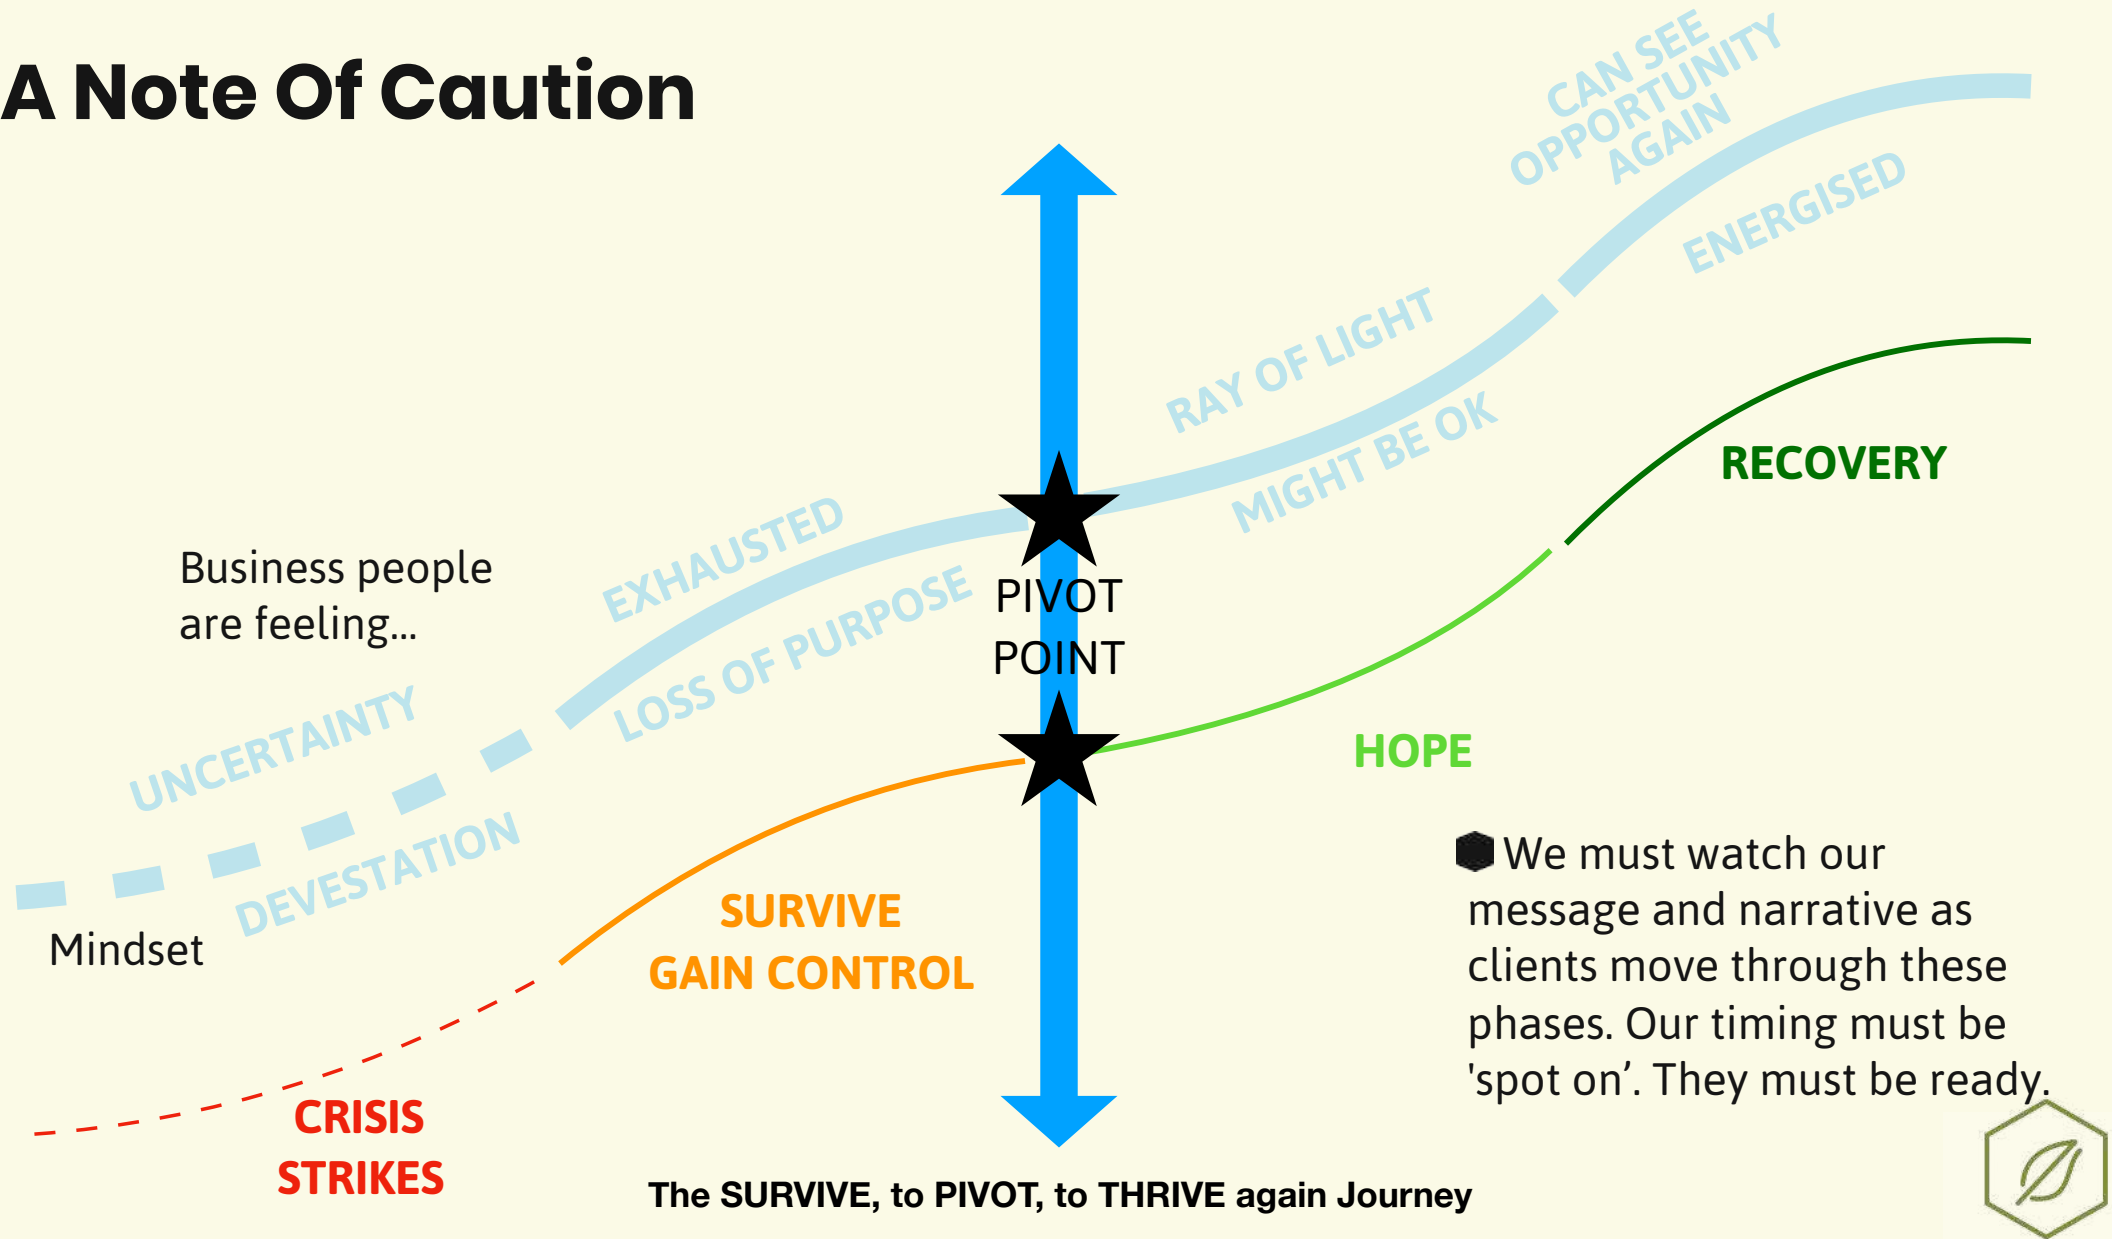 A Note Of Caution
CAN SEE
OPPORTUNITY
AGAIN
ENERGISED
RAY OF LIGHT
MIGHT BE OK
RECOVERY
EXHAUSTED
LOSS OF PURPOSE
Business people
are feeling...
PIVOT
POINT
UNCERTAINTY
DEVESTATION
Mindset
HOPE
SURVIVE
GAIN CONTROL
We must watch our
message and narrative as
clients move through these
phases. Our timing must be
'spot on’. They must be ready.
CRISIS
STRIKES
The SURVIVE, to PIVOT, to THRIVE again Journey